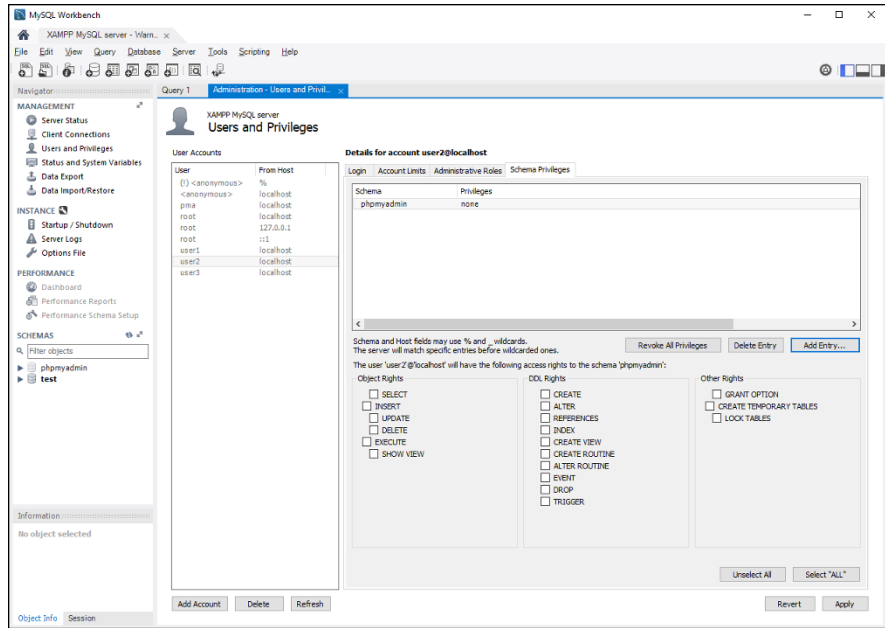 MySQL Workbench
XAMPP MySQL server - Warn... x
File Edit View Query Database Server Tools Scripting Help
Navigator
Query 1 Administration - Users and Privil... x
MANAGEMENT
Server Status
Client Connections
Users and Privileges
Status and System Variables
Data Export
Data Import/Restore
INSTANCE
Startup / Shutdown
Server Logs
Options File
PERFORMANCE
Dashboard
Performance Reports
Performance Schema Setup
SCHEMAS
Filter objects
phpmyadmin
test
Information
No object selected
Object Info Session
XAMPP MySQL server
Users and Privileges
User Accounts
User From Host
(!) <anonymous> %
<anonymous> localhost
pma localhost
root localhost
root 127.0.0.1
root ::1
user1 localhost
user2 localhost
user3 localhost
Add Account Delete Refresh
Details for account user2@localhost
Login Account Limits Administrative Roles Schema Privileges
Schema Privileges
phpmyadmin none
Schema and Host fields may use % and _ wildcards.
The server will match specific entries before wildcarded ones.
Revoke All Privileges Delete Entry Add Entry...
The user 'user2'@'localhost' will have the following access rights to the schema 'phpmyadmin':
Object Rights
SELECT
INSERT
UPDATE
DELETE
EXECUTE
SHOW VIEW
DDL Rights
CREATE
ALTER
REFERENCES
INDEX
CREATE VIEW
CREATE ROUTINE
ALTER ROUTINE
EVENT
DROP
TRIGGER
Other Rights
GRANT OPTION
CREATE TEMPORARY TABLES
LOCK TABLES
Unselect All Select "ALL"
Revert Apply